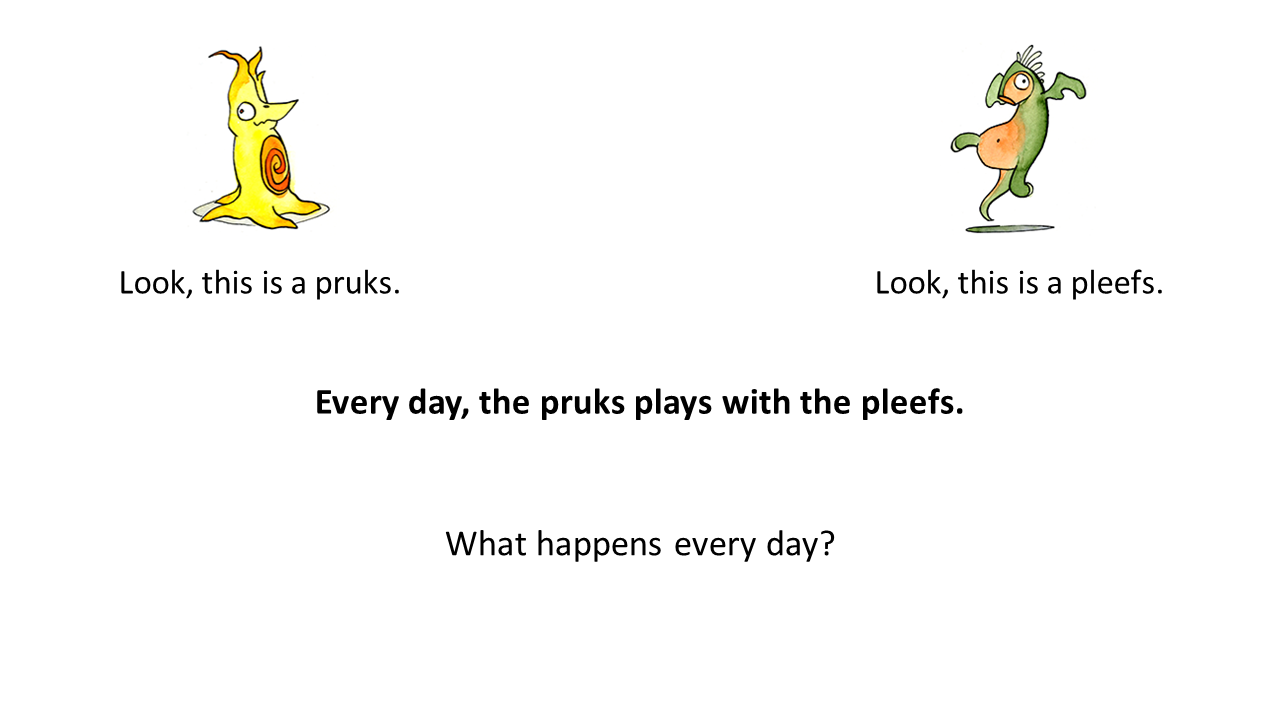 Look, this is a pruks.
Look, this is a pleefs.
Every day, the pruks plays with the pleefs.
What happens every day?